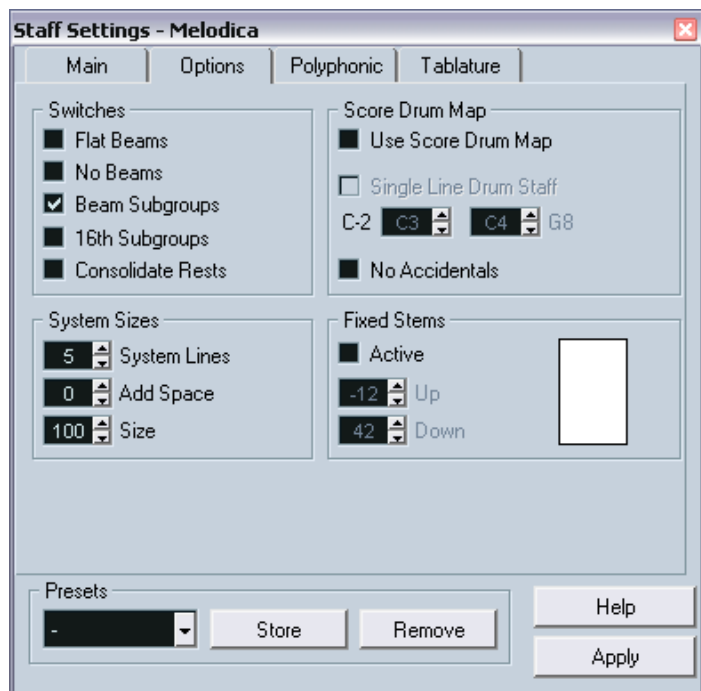 Staff Settings - Melodica
Main Options Polyphonic Tablature
Switches
Flat Beams
No Beams
Beam Subgroups
16th Subgroups
Consolidate Rests
Score Drum Map
Use Score Drum Map
Single Line Drum Staff
C-2 C3 C4 G8
No Accidentals
System Sizes
5 System Lines
0 Add Space
100 Size
Fixed Stems
Active
-12 Up
42 Down
Presets
- Store Remove
Help
Apply